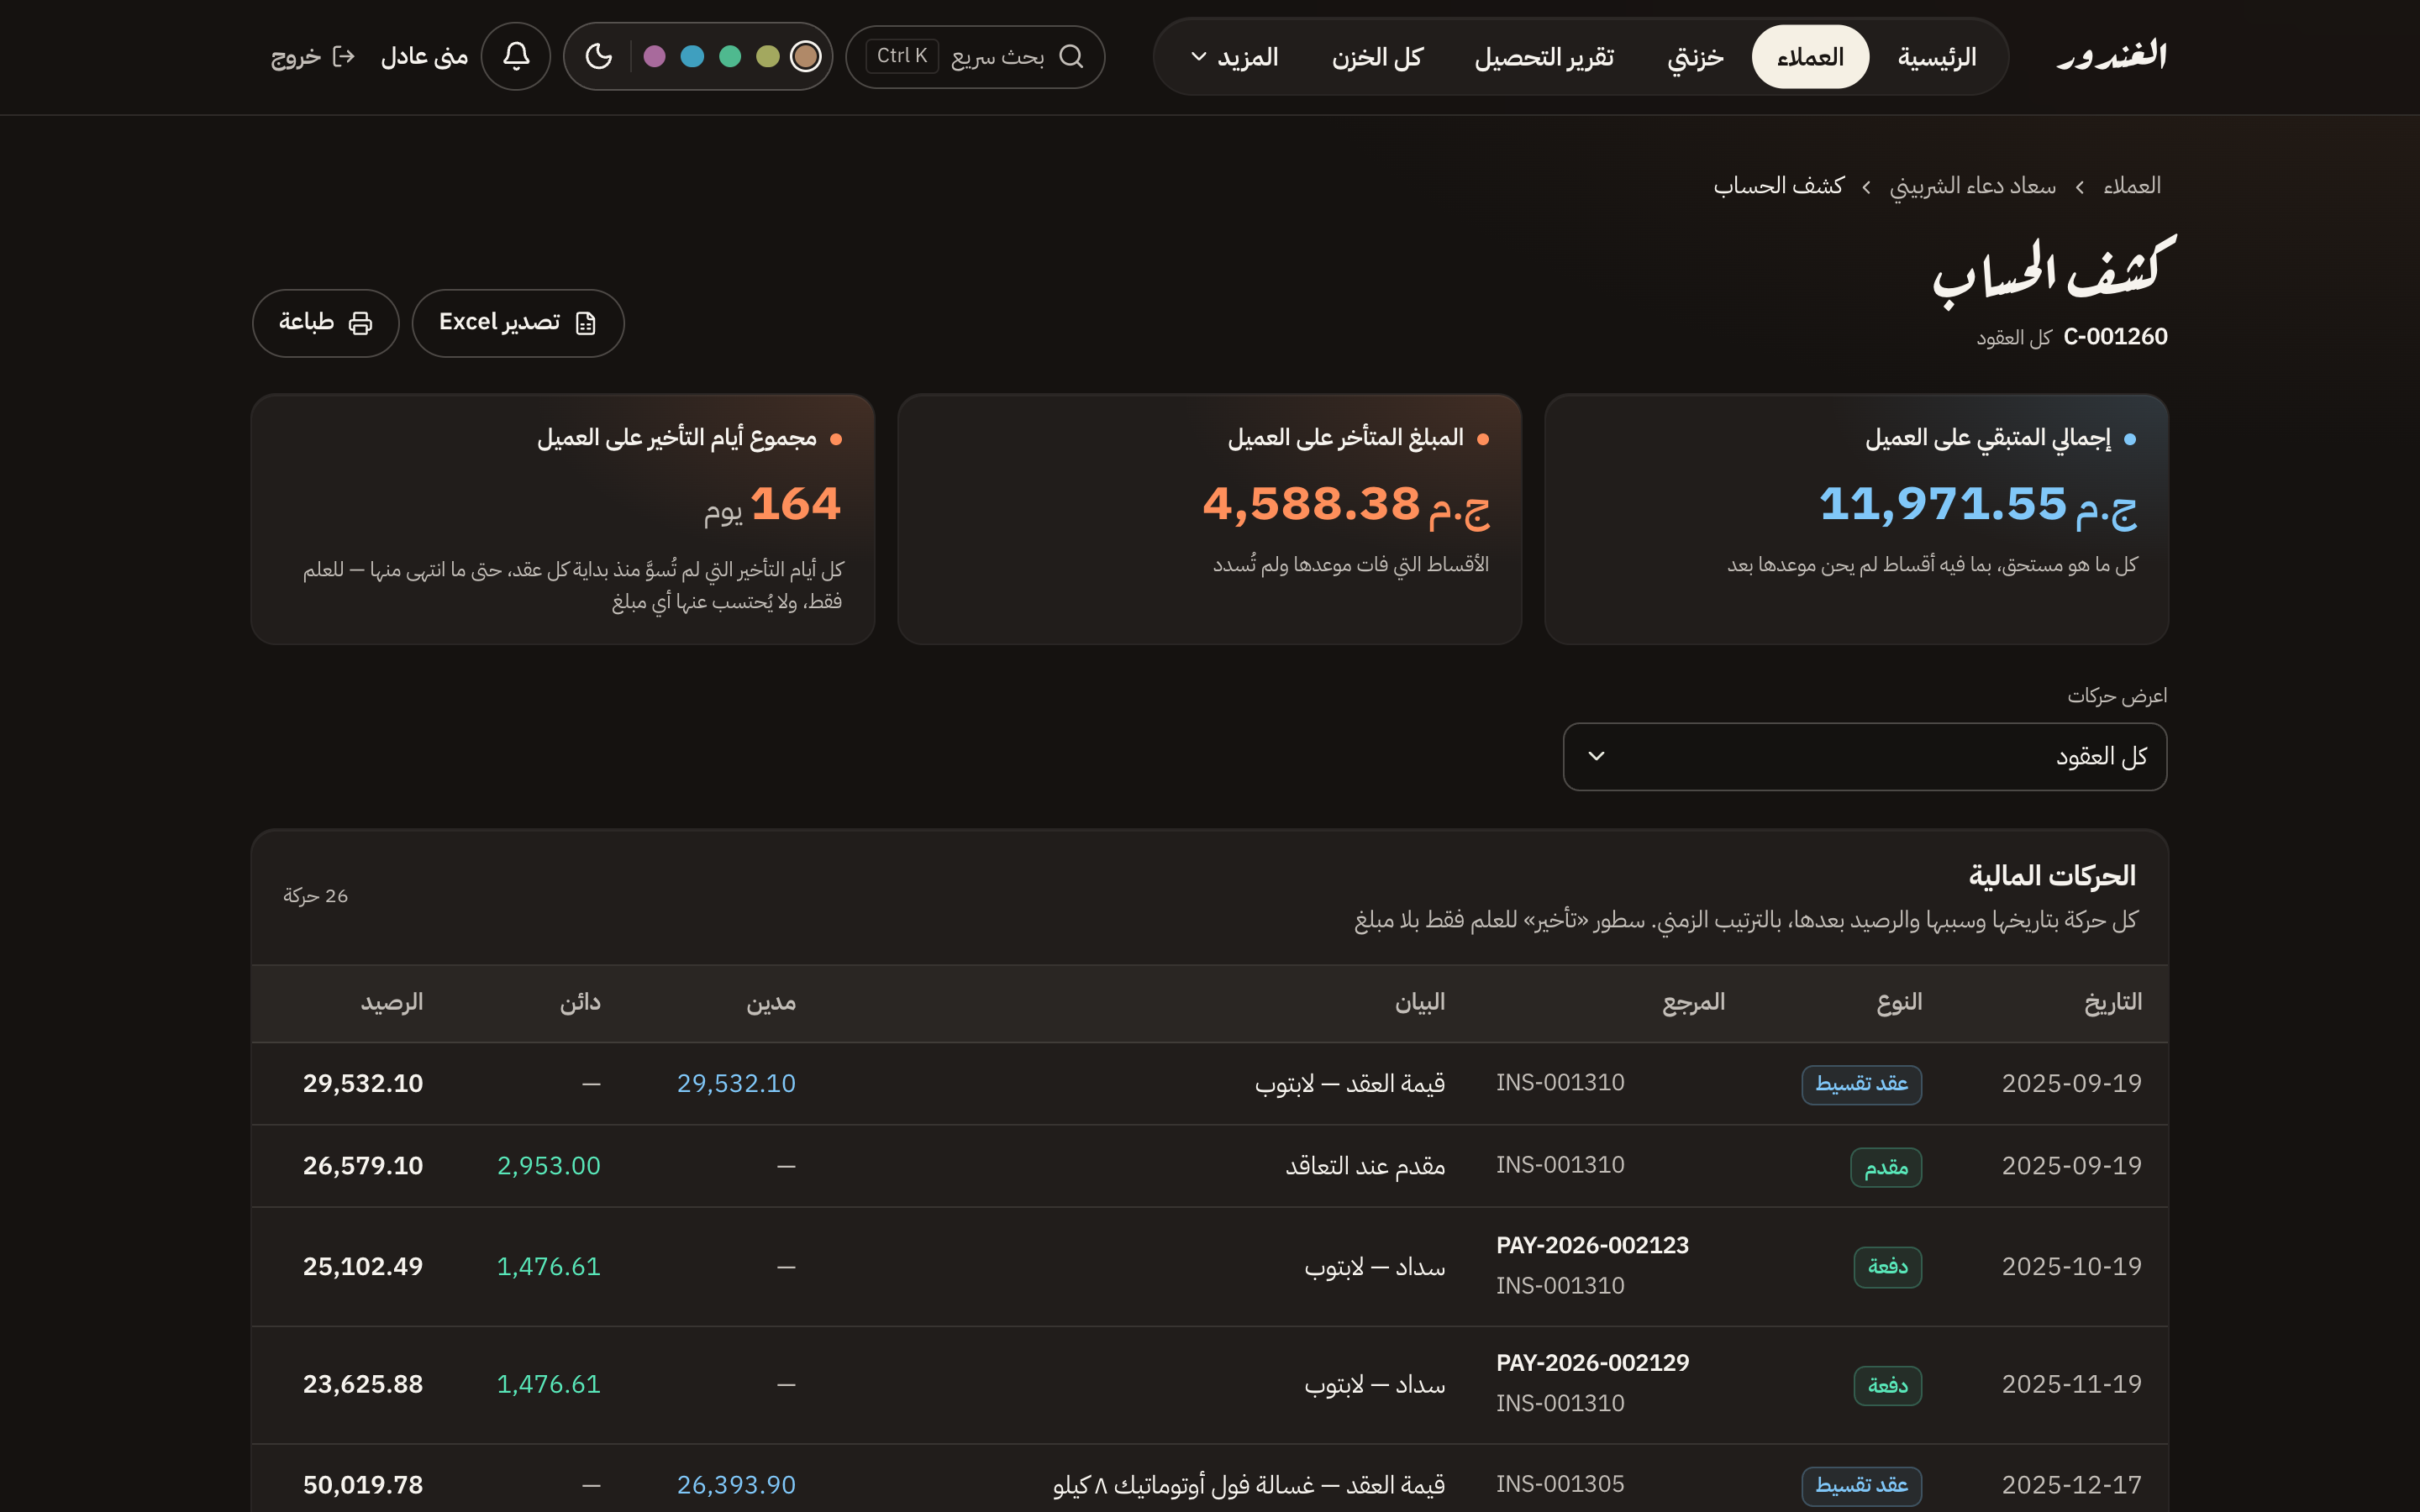 الغندور
الرئيسية العملاء خزنتي تقرير التحصيل كل الخزن المزيد
بحث سريع Ctrl K
منى عادل
خروج
العملاء › سعاد دعاء الشربيني › كشف الحساب
كشف الحساب
C-001260 كل العقود
تصدير Excel
طباعة
إجمالي المتبقي على العميل
ج.م 11,971.55
كل ما هو مستحق، بما فيه أقساط لم يحن موعدها بعد
المبلغ المتأخر على العميل
ج.م 4,588.38
الأقساط التي فات موعدها ولم تُسدد
مجموع أيام التأخير على العميل
164 يوم
كل أيام التأخير التي لم تُسوَّ منذ بداية كل عقد، حتى ما انتهى منها — للعلم
فقط، ولا يُحتسب عنها أي مبلغ
اعرض حركات
كل العقود
الحركات المالية
كل حركة بتاريخها وسببها والرصيد بعدها، بالترتيب الزمني. سطور «تأخير» للعلم فقط بلا مبلغ
26 حركة
التاريخ النوع المرجع البيان مدين دائن الرصيد
2025-09-19 عقد تقسيط INS-001310 قيمة العقد — لابتوب 29,532.10 — 29,532.10
2025-09-19 مقدم INS-001310 مقدم عند التعاقد — 2,953.00 26,579.10
2025-10-19 دفعة PAY-2026-002123 سداد — لابتوب — 1,476.61 25,102.49
INS-001310
2025-11-19 دفعة PAY-2026-002129 سداد — لابتوب — 1,476.61 23,625.88
INS-001310
2025-12-17 عقد تقسيط INS-001305 قيمة العقد — غسالة فول أوتوماتيك ٨ كيلو 26,393.90 — 50,019.78